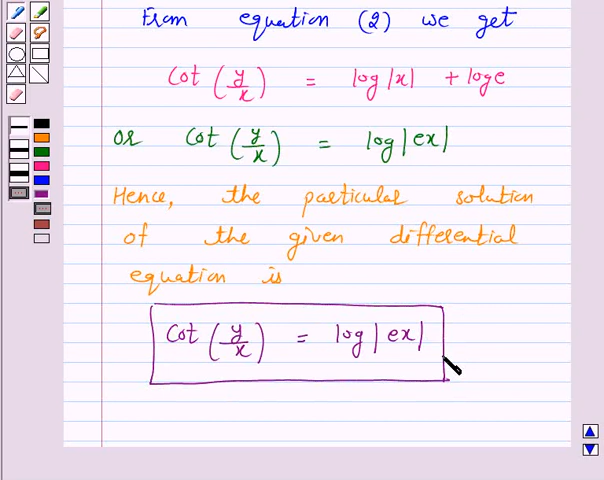 From equation (2) we get
cot (y/x) = log|x| + loge
or cot (y/x) = log|ex|
Hence, the particular solution
of the given differential
equation is
cot (y/x) = log|ex|